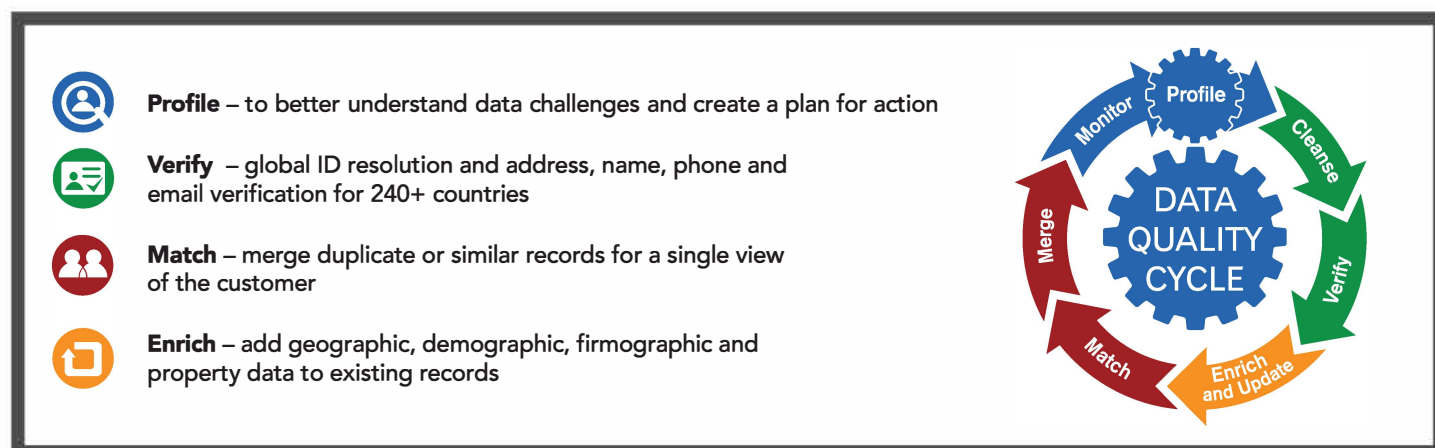 Profile – to better understand data challenges and create a plan for action
Verify – global ID resolution and address, name, phone and
email verification for 240+ countries
Match – merge duplicate or similar records for a single view
of the customer
Enrich – add geographic, demographic, firmographic and
property data to existing records
Profile
Cleanse
Verify
Enrich
and Update
Match
Merge
Monitor
DATA
QUALITY
CYCLE